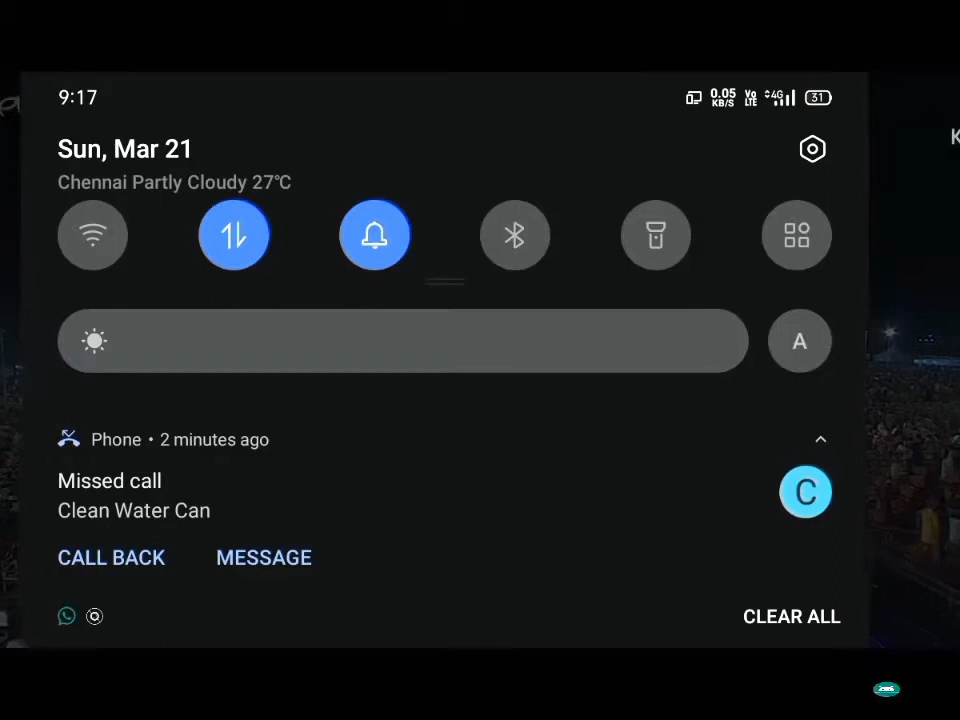 9:17
0.05 KB/S Vo LTE 4G 31
Sun, Mar 21
Chennai Partly Cloudy 27°C
A
Phone • 2 minutes ago
Missed call
Clean Water Can
C
CALL BACK MESSAGE
CLEAR ALL
K